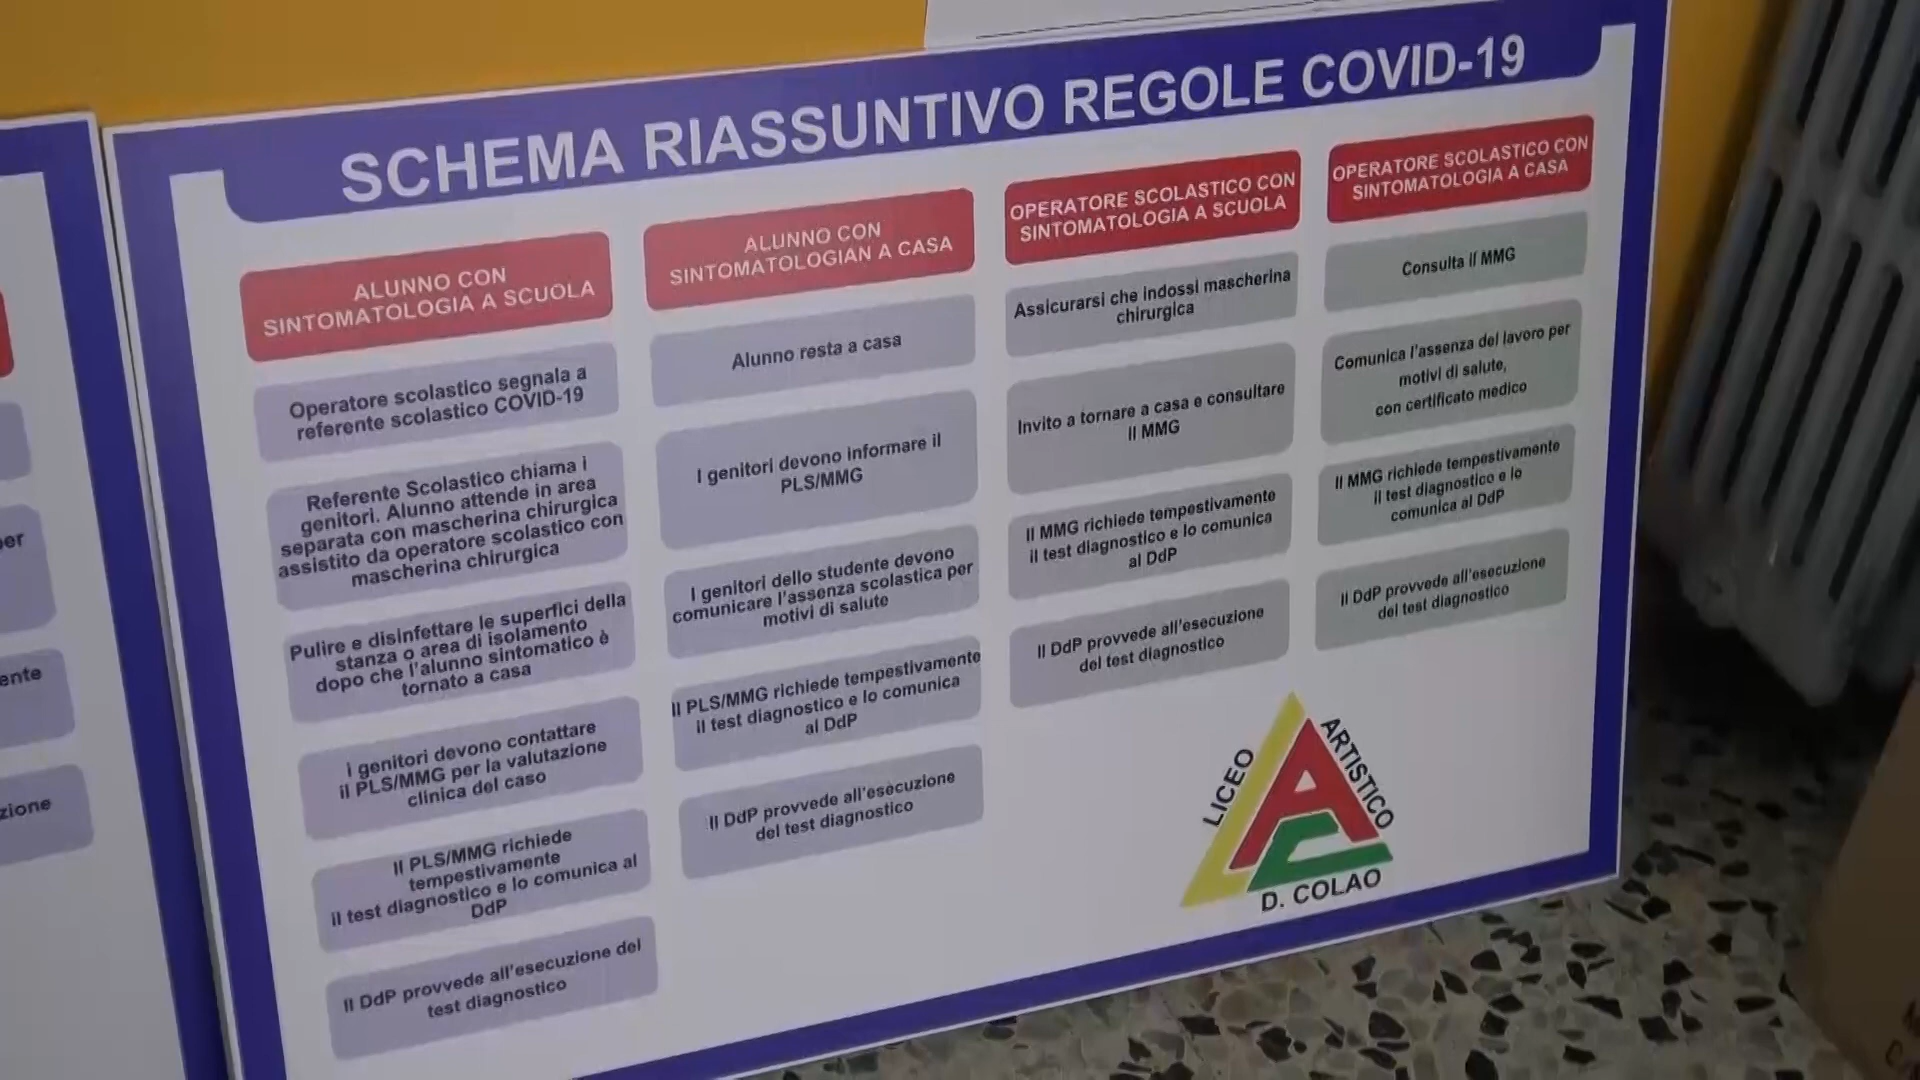 SCHEMA RIASSUNTIVO REGOLE COVID-19
ALUNNO CON
SINTOMATOLOGIA A SCUOLA
Operatore scolastico segnala a
referente scolastico COVID-19
Referente Scolastico chiama i
genitori. Alunno attende in area
separata con mascherina chirurgica
assistito da operatore scolastico con
mascherina chirurgica
Pulire e disinfettare le superfici della
stanza o area di isolamento
dopo che l'alunno sintomatico è
tornato a casa
i genitori devono contattare
il PLS/MMG per la valutazione
clinica del caso
Il PLS/MMG richiede
tempestivamente
il test diagnostico e lo comunica al
DdP
Il DdP provvede all'esecuzione del
test diagnostico
ALUNNO CON
SINTOMATOLOGIAN A CASA
Alunno resta a casa
I genitori devono informare il
PLS/MMG
I genitori dello studente devono
comunicare l'assenza scolastica per
motivi di salute
Il PLS/MMG richiede tempestivamente
il test diagnostico e lo comunica
al DdP
Il DdP provvede all'esecuzione
del test diagnostico
OPERATORE SCOLASTICO CON
SINTOMATOLOGIA A SCUOLA
Assicurarsi che indossi mascherina
chirurgica
Invito a tornare a casa e consultare
Il MMG
Il MMG richiede tempestivamente
il test diagnostico e lo comunica
al DdP
Il DdP provvede all'esecuzione
del test diagnostico
OPERATORE SCOLASTICO CON
SINTOMATOLOGIA A CASA
Consulta il MMG
Comunica l'assenza del lavoro per
motivi di salute,
con certificato medico
Il MMG richiede tempestivamente
il test diagnostico e lo
comunica al DdP
Il DdP provvede all'esecuzione
del test diagnostico
LICEO
ARTISTICO
D. COLAO